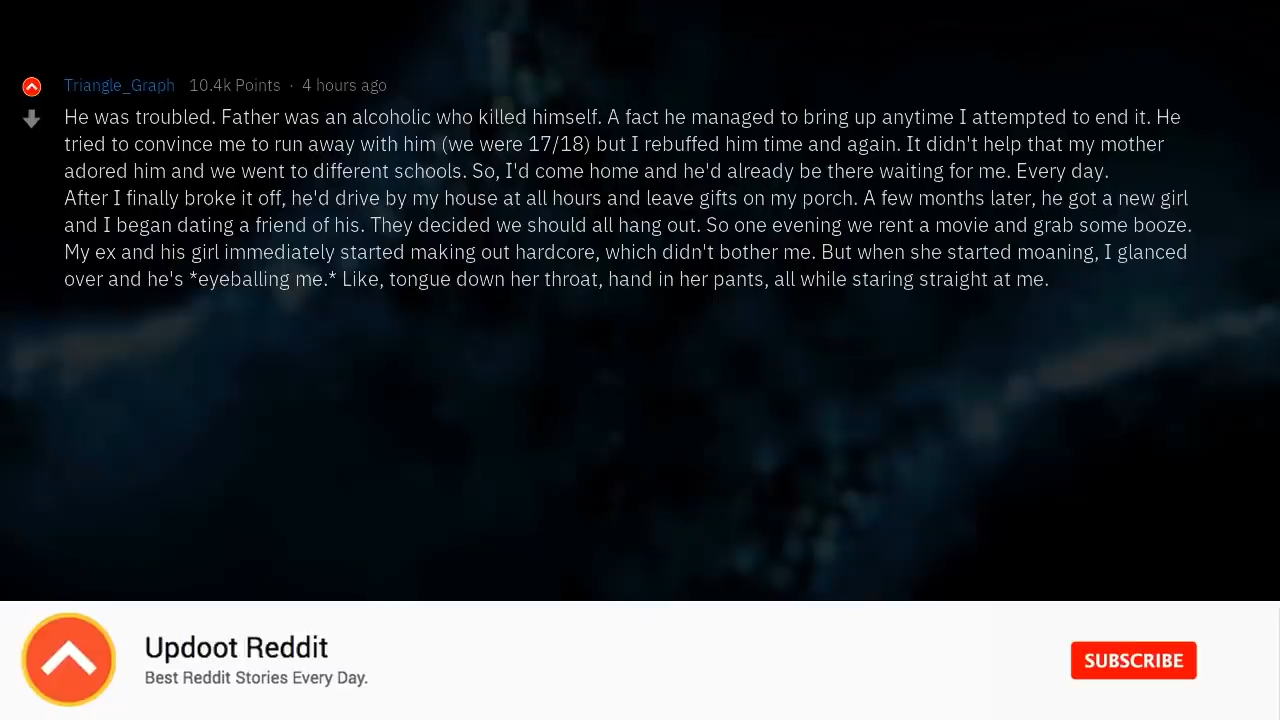 Triangle_Graph 10.4k Points · 4 hours ago
He was troubled. Father was an alcoholic who killed himself. A fact he managed to bring up anytime I attempted to end it. He
tried to convince me to run away with him (we were 17/18) but I rebuffed him time and again. It didn't help that my mother
adored him and we went to different schools. So, I'd come home and he'd already be there waiting for me. Every day.
After I finally broke it off, he'd drive by my house at all hours and leave gifts on my porch. A few months later, he got a new girl
and I began dating a friend of his. They decided we should all hang out. So one evening we rent a movie and grab some booze.
My ex and his girl immediately started making out hardcore, which didn't bother me. But when she started moaning, I glanced
over and he's *eyeballing me.* Like, tongue down her throat, hand in her pants, all while staring straight at me.
Updoot Reddit
Best Reddit Stories Every Day.
SUBSCRIBE